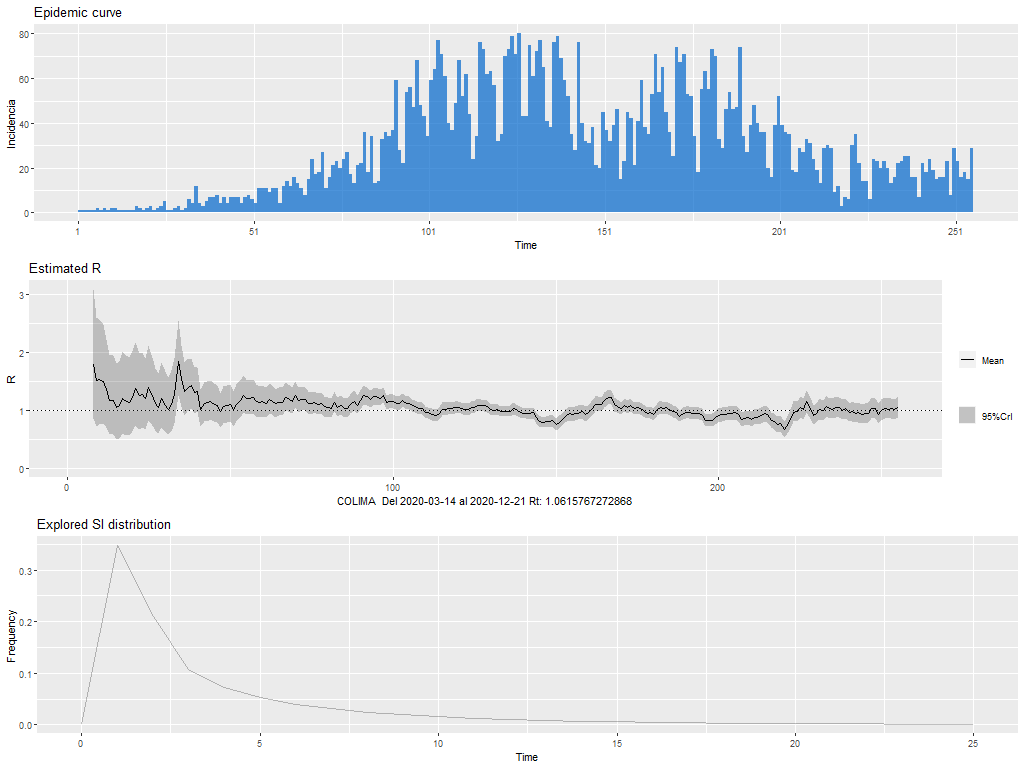 Epidemic curve
80
60
40
20
0
Incidencia
1 51 101 151 201 251
Time
Estimated R
3
2
1
0
R
0 100 200
COLIMA Del 2020-03-14 al 2020-12-21 Rt: 1.0615767272868
Mean
95%CrI
Explored SI distribution
0.3
0.2
0.1
0.0
Frequency
0 5 10 15 20 25
Time